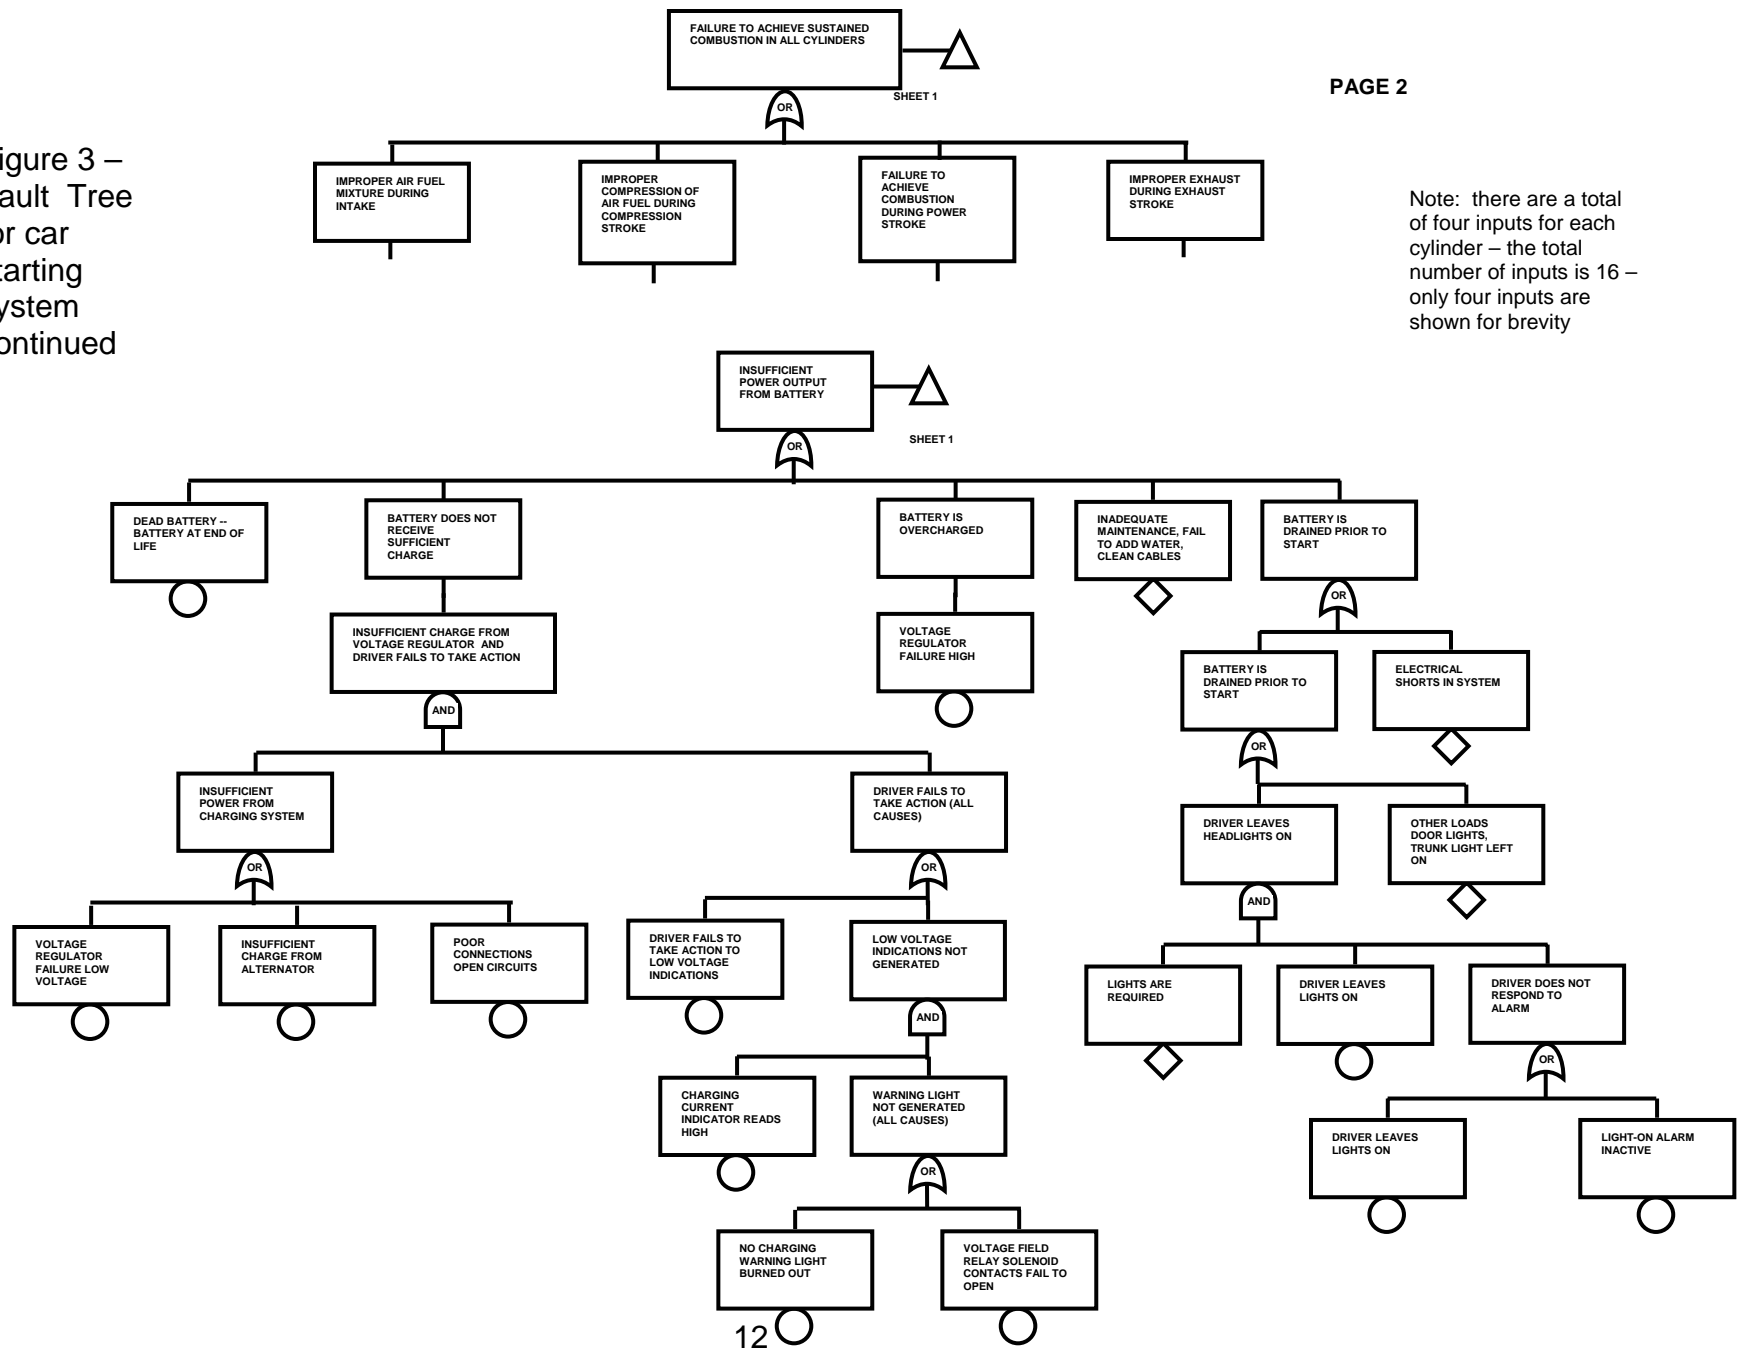 FAILURE TO ACHIEVE SUSTAINED
COMBUSTION IN ALL CYLINDERS
SHEET 1
PAGE 2
OR
igure 3 –
ault Tree
or car
tarting
ystem
ontinued
IMPROPER AIR FUEL
MIXTURE DURING
INTAKE
IMPROPER
COMPRESSION OF
AIR FUEL DURING
COMPRESSION
STROKE
FAILURE TO
ACHIEVE
COMBUSTION
DURING POWER
STROKE
IMPROPER EXHAUST
DURING EXHAUST
STROKE
Note: there are a total
of four inputs for each
cylinder – the total
number of inputs is 16 –
only four inputs are
shown for brevity
INSUFFICIENT
POWER OUTPUT
FROM BATTERY
SHEET 1
OR
DEAD BATTERY --
BATTERY AT END OF
LIFE
BATTERY DOES NOT
RECEIVE
SUFFICIENT
CHARGE
BATTERY IS
OVERCHARGED
INADEQUATE
MAINTENANCE, FAIL
TO ADD WATER,
CLEAN CABLES
BATTERY IS
DRAINED PRIOR TO
START
OR
INSUFFICIENT CHARGE FROM
VOLTAGE REGULATOR AND
DRIVER FAILS TO TAKE ACTION
VOLTAGE
REGULATOR
FAILURE HIGH
BATTERY IS
DRAINED PRIOR TO
START
ELECTRICAL
SHORTS IN SYSTEM
AND
OR
INSUFFICIENT
POWER FROM
CHARGING SYSTEM
DRIVER FAILS TO
TAKE ACTION (ALL
CAUSES)
DRIVER LEAVES
HEADLIGHTS ON
OTHER LOADS
DOOR LIGHTS,
TRUNK LIGHT LEFT
ON
OR
OR
AND
VOLTAGE
REGULATOR
FAILURE LOW
VOLTAGE
INSUFFICIENT
CHARGE FROM
ALTERNATOR
POOR
CONNECTIONS
OPEN CIRCUITS
DRIVER FAILS TO
TAKE ACTION TO
LOW VOLTAGE
INDICATIONS
LOW VOLTAGE
INDICATIONS NOT
GENERATED
LIGHTS ARE
REQUIRED
DRIVER LEAVES
LIGHTS ON
DRIVER DOES NOT
RESPOND TO
ALARM
AND
OR
CHARGING
CURRENT
INDICATOR READS
HIGH
WARNING LIGHT
NOT GENERATED
(ALL CAUSES)
DRIVER LEAVES
LIGHTS ON
LIGHT-ON ALARM
INACTIVE
OR
NO CHARGING
WARNING LIGHT
BURNED OUT
VOLTAGE FIELD
RELAY SOLENOID
CONTACTS FAIL TO
OPEN
12